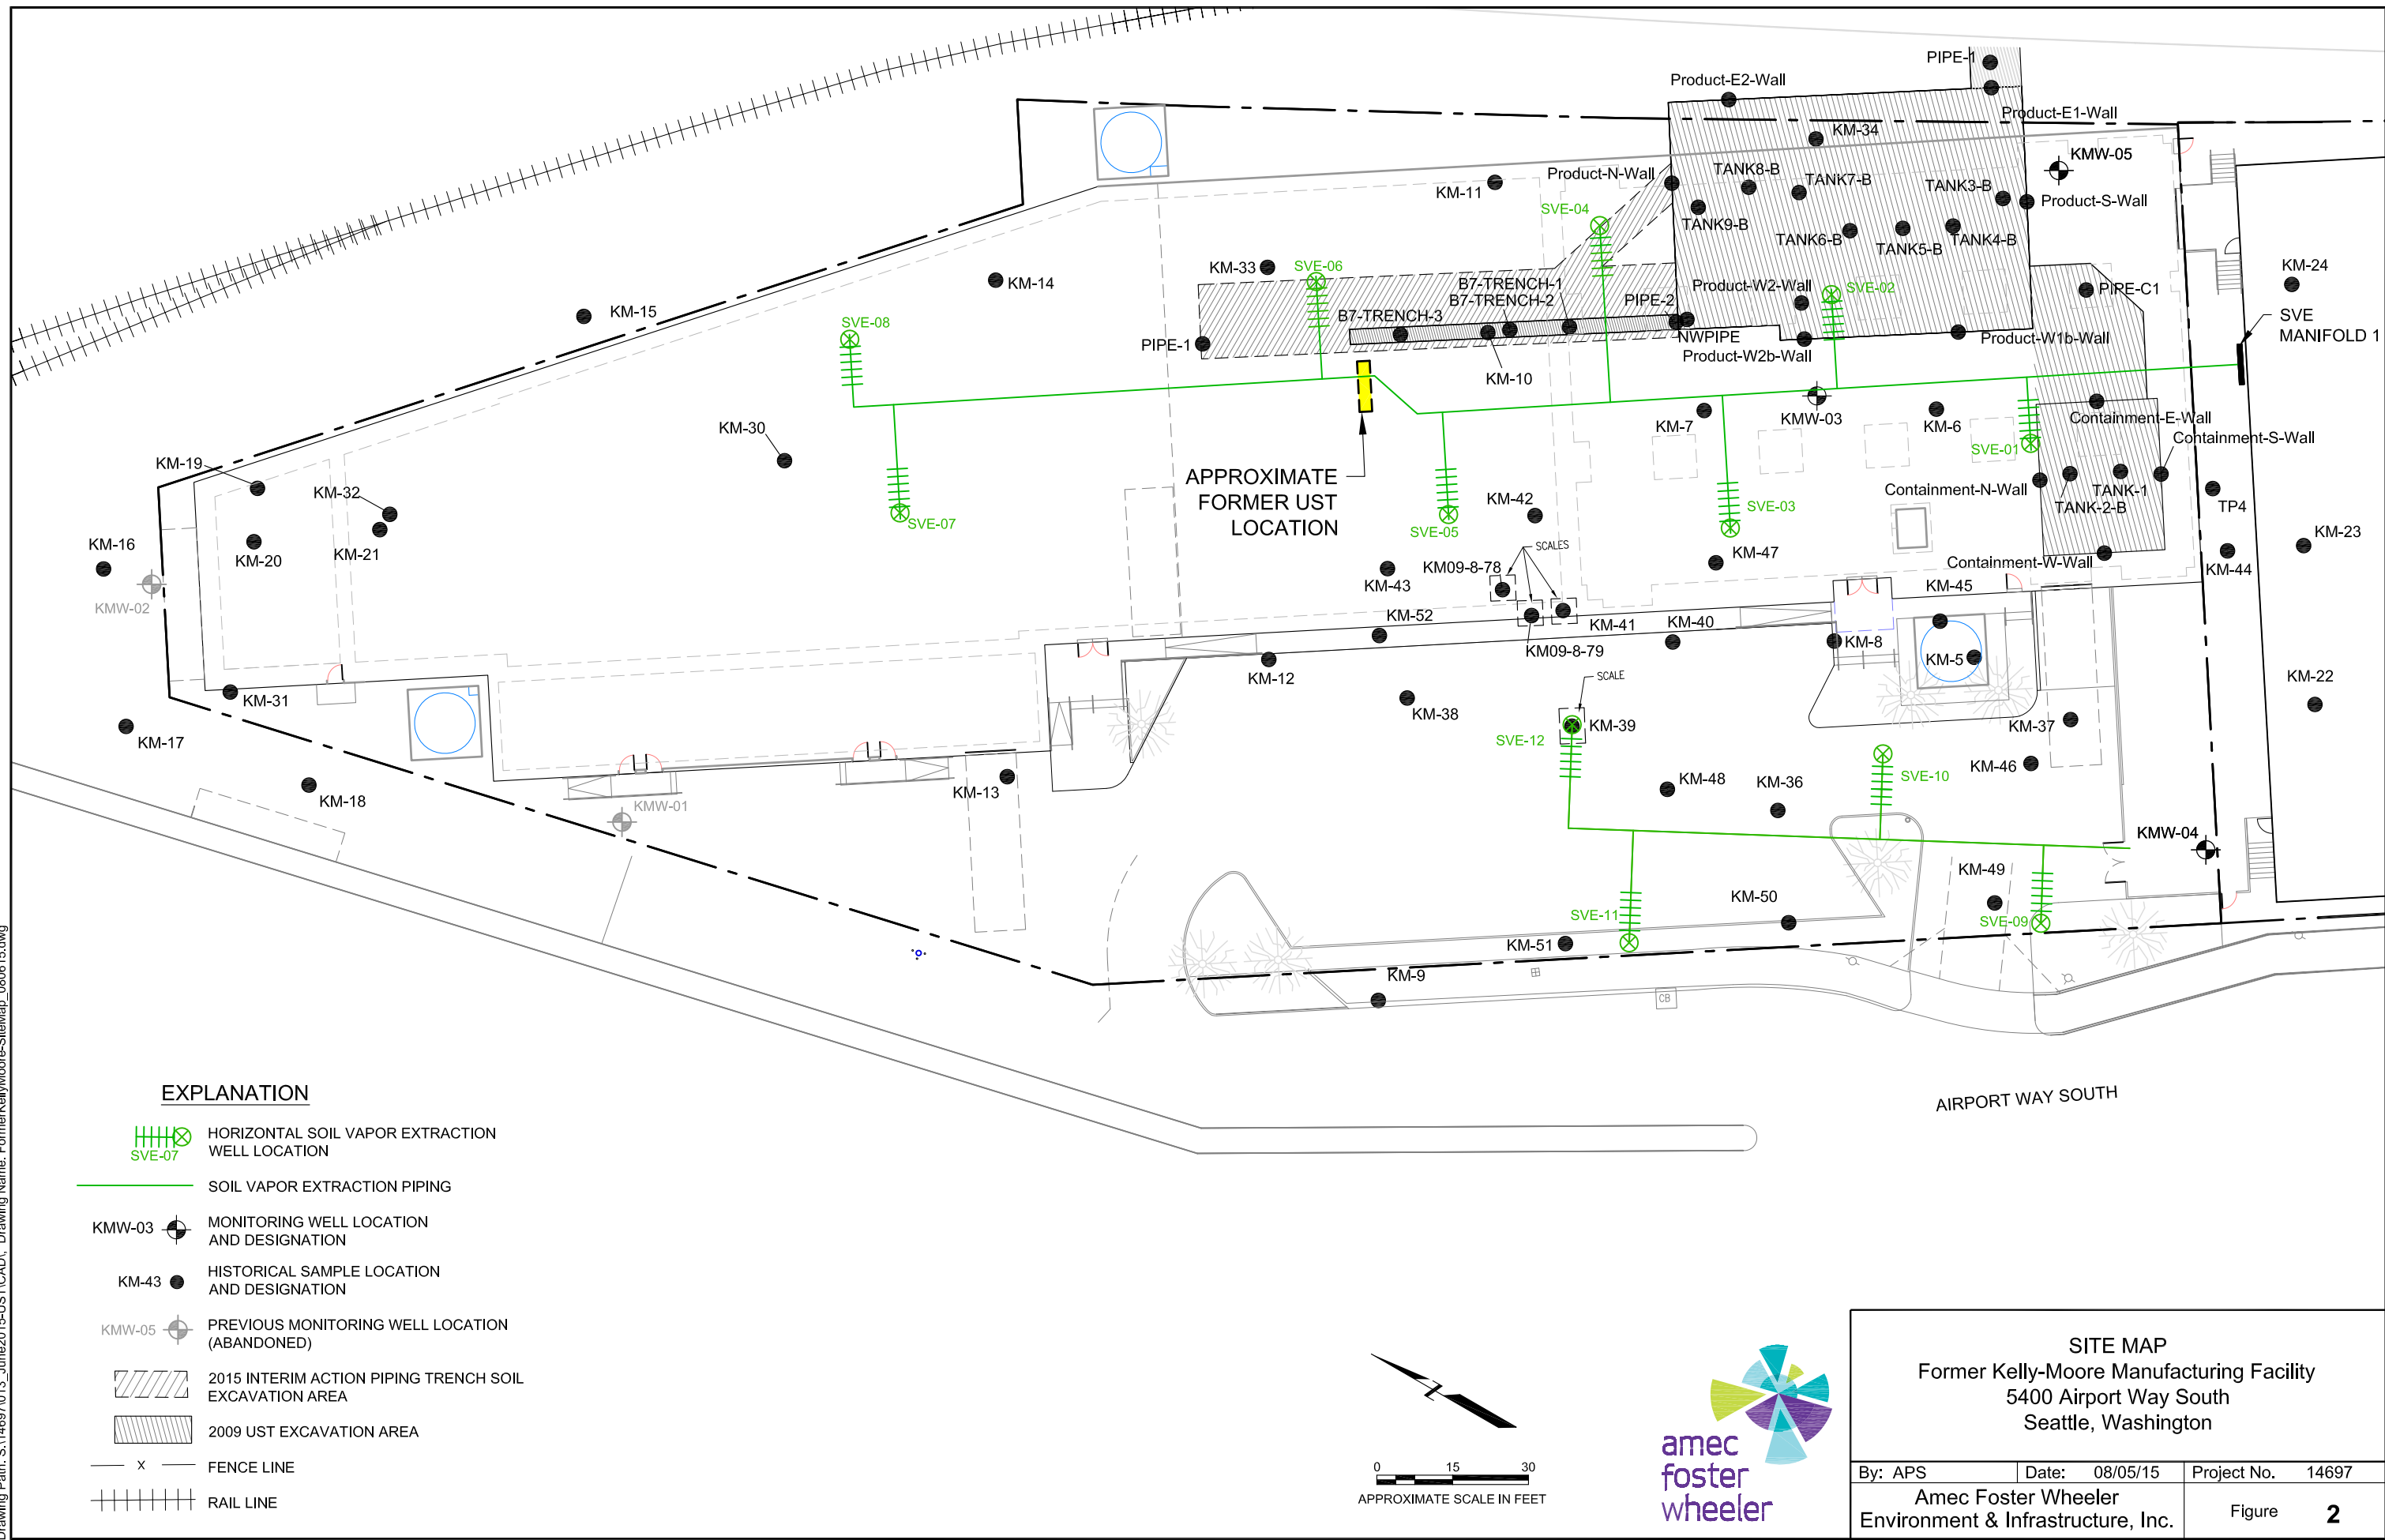 PIPE-1
Product-E2-Wall
Product-E1-Wall
KM-34
KMW-05
Product-N-Wall
TANK8-B
TANK7-B
TANK3-B
KM-11
Product-S-Wall
SVE-04
TANK9-B
TANK6-B
TANK5-B
TANK4-B
KM-33
SVE-06
KM-24
KM-14
B7-TRENCH-1
Product-W2-Wall
SVE-02
PIPE-C1
B7-TRENCH-2
PIPE-2
KM-15
B7-TRENCH-3
SVE
MANIFOLD 1
SVE-08
PIPE-1
NWPIPE
Product-W2b-Wall
Product-W1b-Wall
KM-10
KM-30
KM-7
KMW-03
KM-6
Containment-E-Wall
Containment-S-Wall
SVE-01
KM-19
APPROXIMATE
FORMER UST
LOCATION
KM-32
KM-42
Containment-N-Wall
TANK-1
TANK-2-B
TP4
SVE-07
SVE-05
SVE-03
KM-16
KM-20
KM-21
SCALES
KM-47
KM-23
KM09-8-78
Containment-W-Wall
KM-44
KM-43
KM-45
KMW-02
KM-52
KM-41
KM-40
KM-8
KM09-8-79
KM-5
KM-12
SCALE
KM-22
KM-31
KM-38
KM-39
KM-37
KM-17
SVE-12
KM-46
KM-48
KM-36
SVE-10
KM-18
KM-13
KMW-01
KMW-04
KM-49
KM-50
SVE-11
SVE-09
KM-51
KM-9
CB
AIRPORT WAY SOUTH
EXPLANATION
SVE-07
HORIZONTAL SOIL VAPOR EXTRACTION
WELL LOCATION
SOIL VAPOR EXTRACTION PIPING
KMW-03
MONITORING WELL LOCATION
AND DESIGNATION
KM-43
HISTORICAL SAMPLE LOCATION
AND DESIGNATION
KMW-05
PREVIOUS MONITORING WELL LOCATION
(ABANDONED)
2015 INTERIM ACTION PIPING TRENCH SOIL
EXCAVATION AREA
2009 UST EXCAVATION AREA
X
FENCE LINE
RAIL LINE
0 15 30
APPROXIMATE SCALE IN FEET
amec
foster
wheeler
SITE MAP
Former Kelly-Moore Manufacturing Facility
5400 Airport Way South
Seattle, Washington
By: APS
Date: 08/05/15
Project No. 14697
Amec Foster Wheeler
Environment & Infrastructure, Inc.
Figure 2